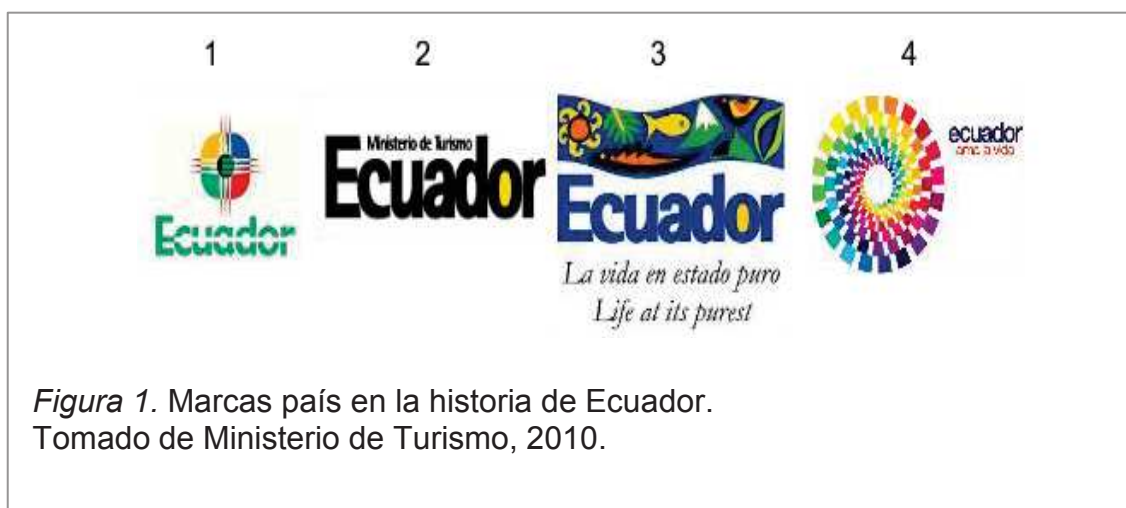 1 2 3 4
Ecuador
Ministerio de Turismo
Ecuador
Ecuador
La vida en estado puro
Life at its purest
ecuador
ama la vida
Figura 1. Marcas país en la historia de Ecuador.
Tomado de Ministerio de Turismo, 2010.